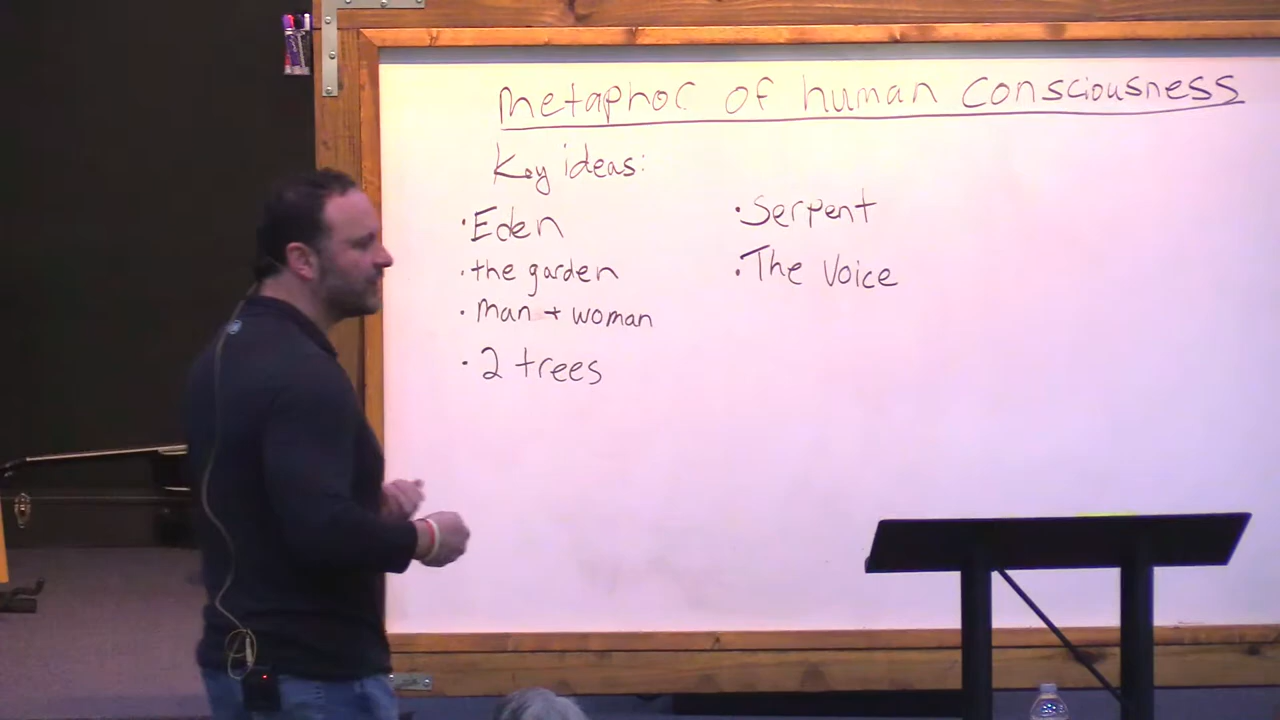 metaphor of human consciousness
Key ideas:
· Eden
· the garden
· man + woman
· 2 trees
· Serpent
· The Voice